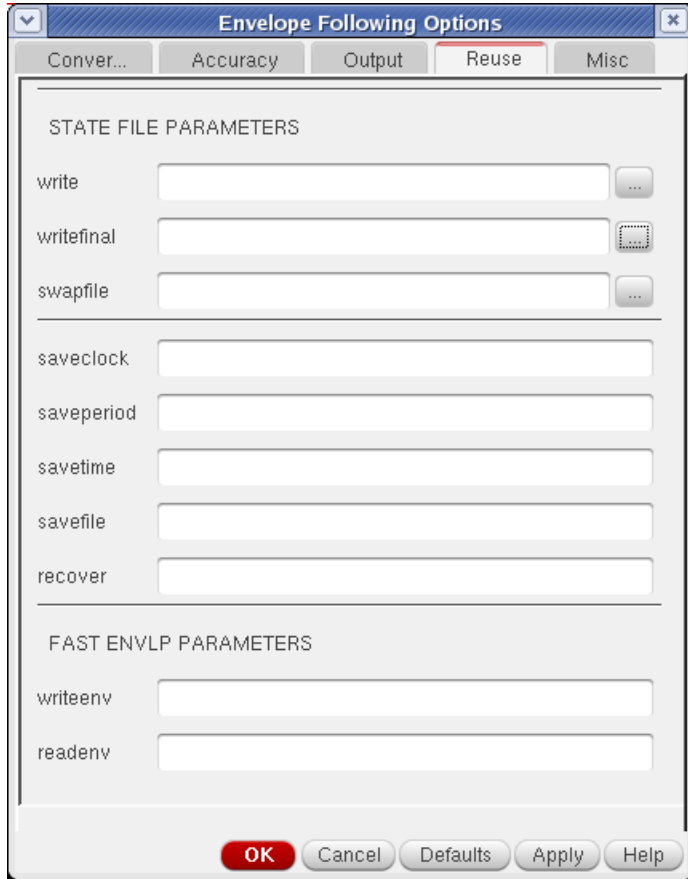 Envelope Following Options
Conver... Accuracy Output Reuse Misc
STATE FILE PARAMETERS
write ...
writefinal ...
swapfile ...
saveclock
saveperiod
savetime
savefile
recover
FAST ENVLP PARAMETERS
writeenv
readenv
OK Cancel Defaults Apply Help